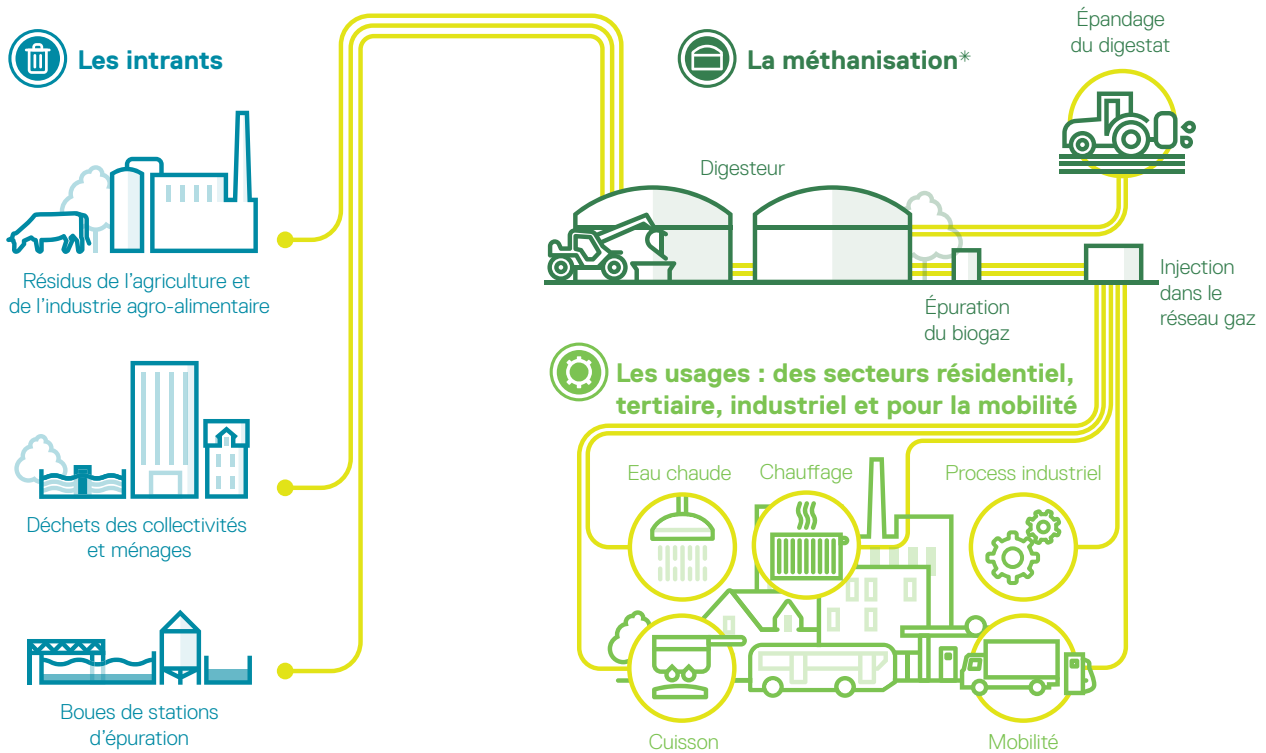 Les intrants
Résidus de l'agriculture et
de l'industrie agro-alimentaire
Déchets des collectivités
et ménages
Boues de stations
d'épuration
La méthanisation*
Digesteur
Épandage
du digestat
Épuration
du biogaz
Injection
dans le
réseau gaz
Les usages : des secteurs résidentiel,
tertiaire, industriel et pour la mobilité
Eau chaude
Chauffage
Process industriel
Cuisson
Mobilité